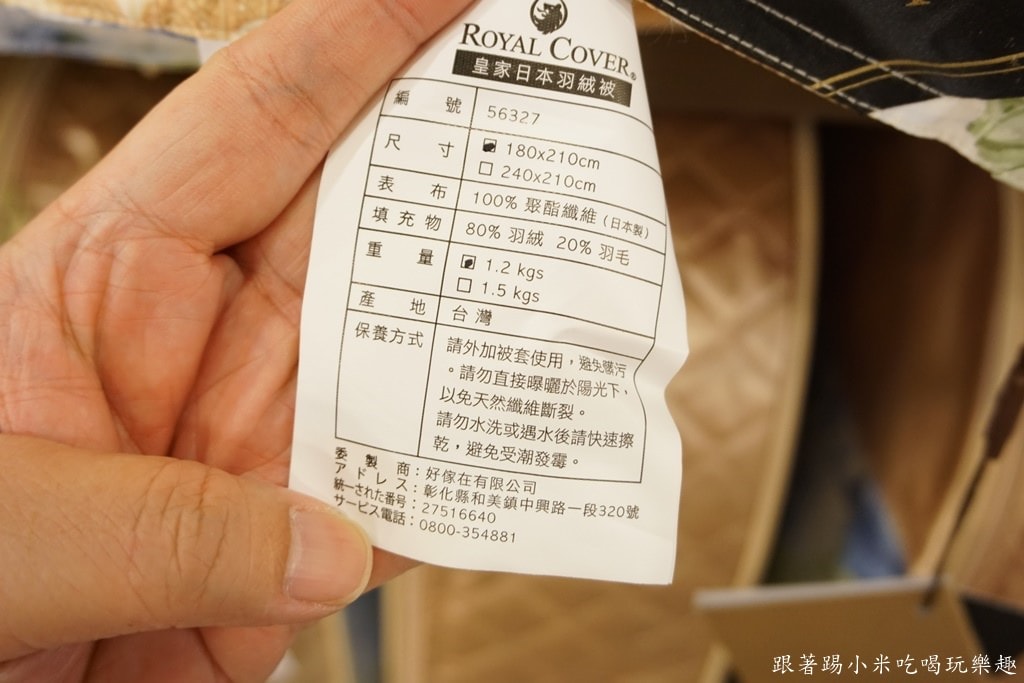 ROYAL COVER®
皇家日本羽絨被
編號 56327
尺寸 180x210cm
240x210cm
表布 100% 聚酯纖維 (日本製)
填充物 80% 羽絨 20% 羽毛
重量 1.2 kgs
1.5 kgs
產地 台灣
保養方式 請外加被套使用，避免髒污
。請勿直接曝曬於陽光下、
以免天然纖維斷裂。
請勿水洗或遇水後請快速擦
乾，避免受潮發霉。
委製商：好傢在有限公司
アドレス：彰化縣和美鎮中興路一段320號
統一された番号：27516640
サービス電話：0800-354881
跟著踢小米吃喝玩樂趣